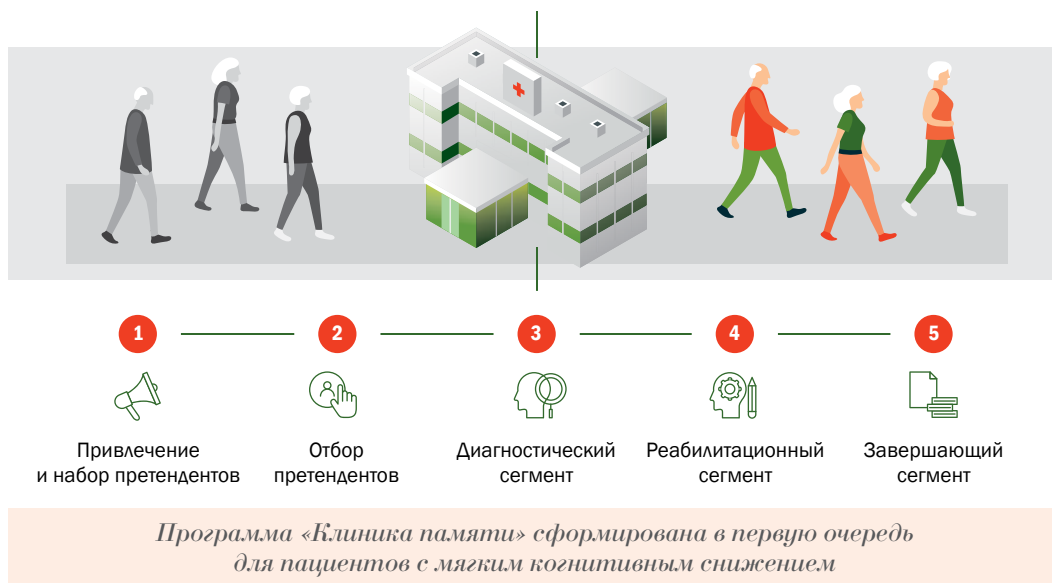 1
2
3
4
5
Привлечение
и набор претендентов
Отбор
претендентов
Диагностический
сегмент
Реабилитационный
сегмент
Завершающий
сегмент
Программа «Клиника памяти» сформирована в первую очередь
для пациентов с мягким когнитивным снижением